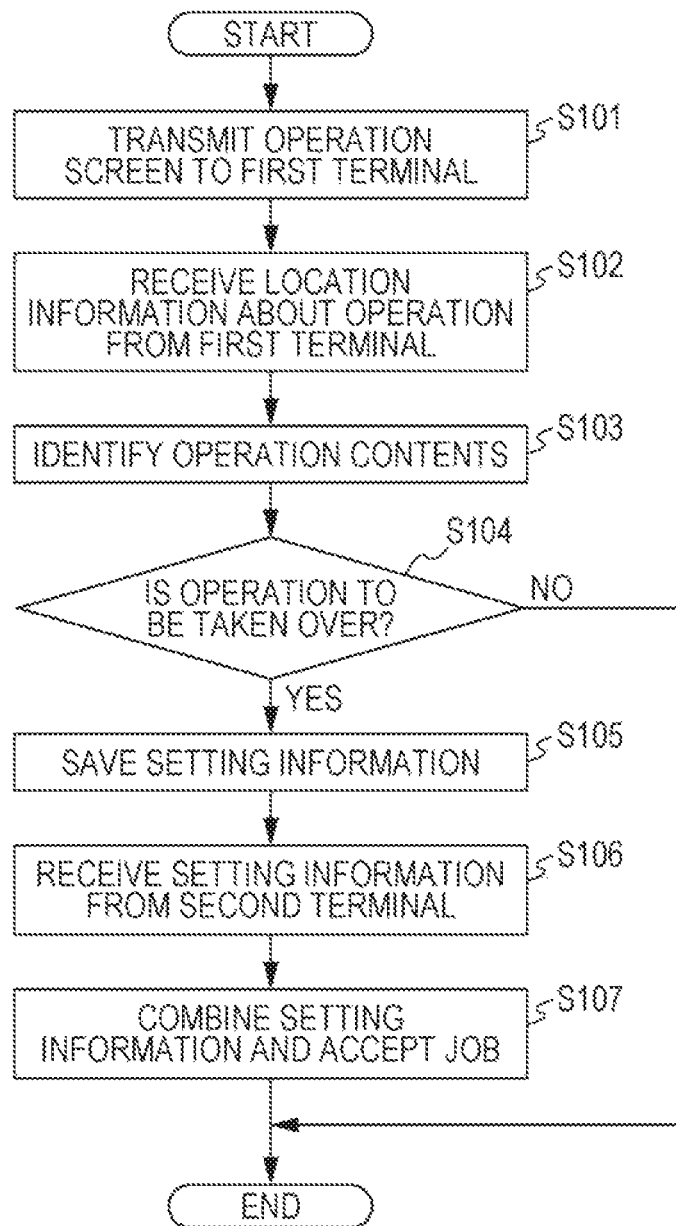 START
TRANSMIT OPERATION
SCREEN TO FIRST TERMINAL
S101
RECEIVE LOCATION
INFORMATION ABOUT OPERATION
FROM FIRST TERMINAL
S102
IDENTIFY OPERATION CONTENTS
S103
S104
IS OPERATION TO
BE TAKEN OVER?
NO
YES
SAVE SETTING INFORMATION
S105
RECEIVE SETTING INFORMATION
FROM SECOND TERMINAL
S106
COMBINE SETTING
INFORMATION AND ACCEPT JOB
S107
END